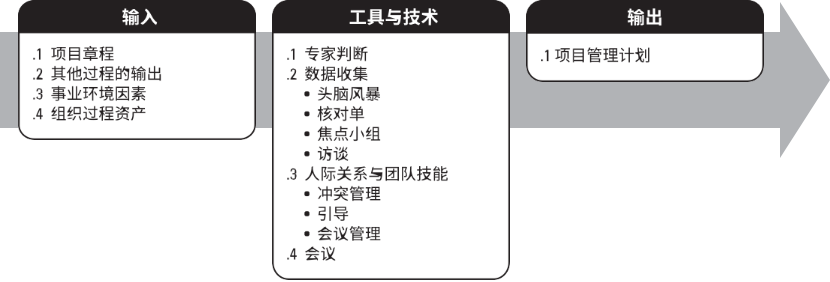 输入
.1 项目章程
.2 其他过程的输出
.3 事业环境因素
.4 组织过程资产
工具与技术
.1 专家判断
.2 数据收集
• 头脑风暴
• 核对单
• 焦点小组
• 访谈
.3 人际关系与团队技能
• 冲突管理
• 引导
• 会议管理
.4 会议
输出
.1 项目管理计划